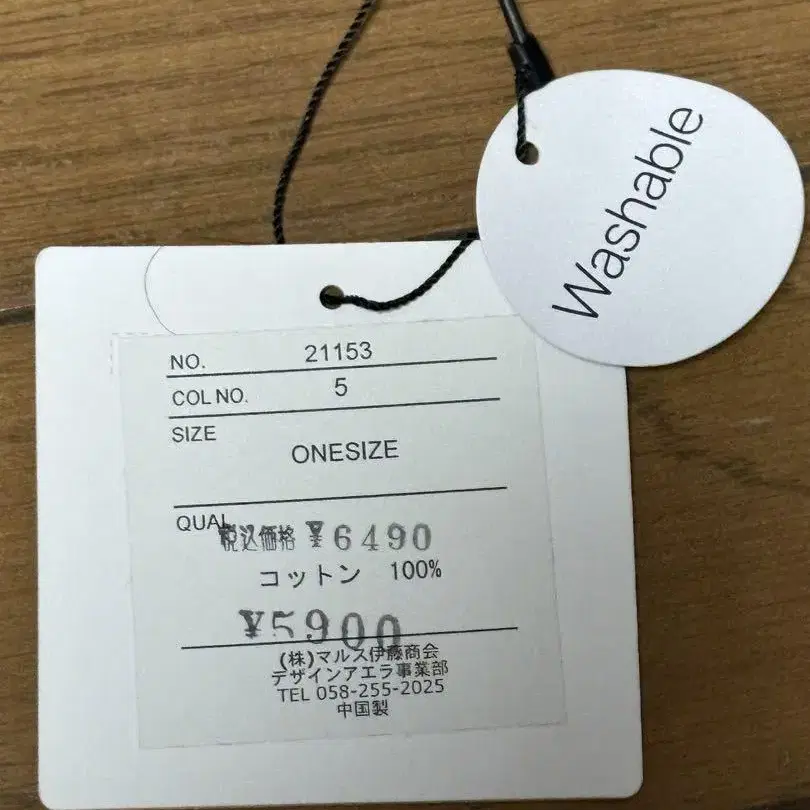 Washable
NO. 21153
COL NO. 5
SIZE
ONESIZE
QUAL
税込価格 ¥6490
コットン 100%
¥5900
(株)マルス伊藤商会
デザインアエラ事業部
TEL 058-255-2025
中国製